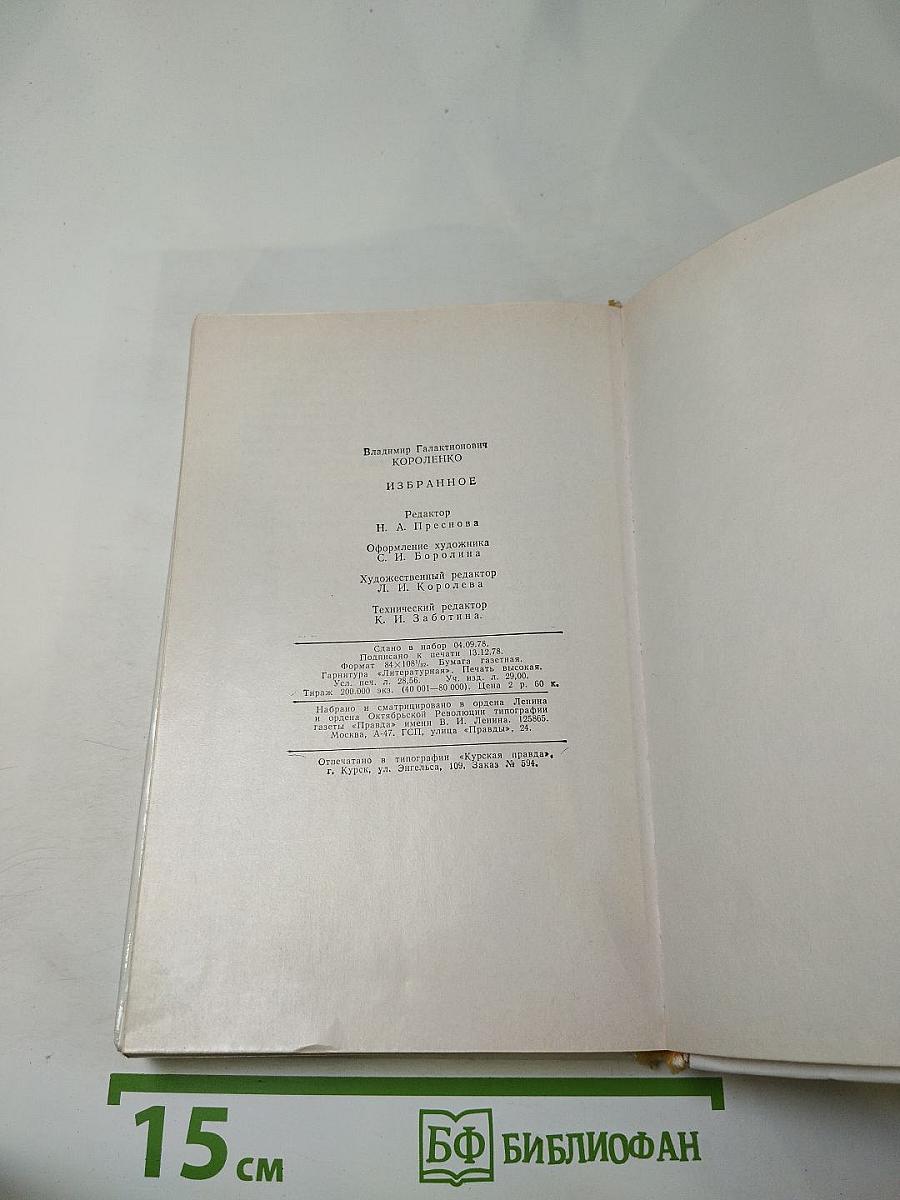 Владимир Галактионович
КОРОЛЕНКО
ИЗБРАННОЕ
Редактор
Н. А. Преснова
Оформление художника
С. И. Боролина
Художественный редактор
Л. И. Королева
Технический редактор
К. И. Заботина.
Сдано в набор 04.09.78.
Подписано к печати 13.12.78.
Формат 84×108¹/₃₂. Бумага газетная.
Гарнитура «Литературная». Печать высокая.
Усл. печ. л. 28,56. Уч. изд. л. 29,00.
Тираж 200.000 экз. (40 001—80 000). Цена 2 р. 60 к.
Набрано и сматрицировано в ордена Ленина
и ордена Октябрьской Революции типографии
газеты «Правда» имени В. И. Ленина. 125865.
Москва, А-47. ГСП, улица «Правды», 24.
Отпечатано в типографии «Курская правда»,
г. Курск, ул. Энгельса, 109. Заказ № 594.
15 см
БФ БИБЛИОФАН